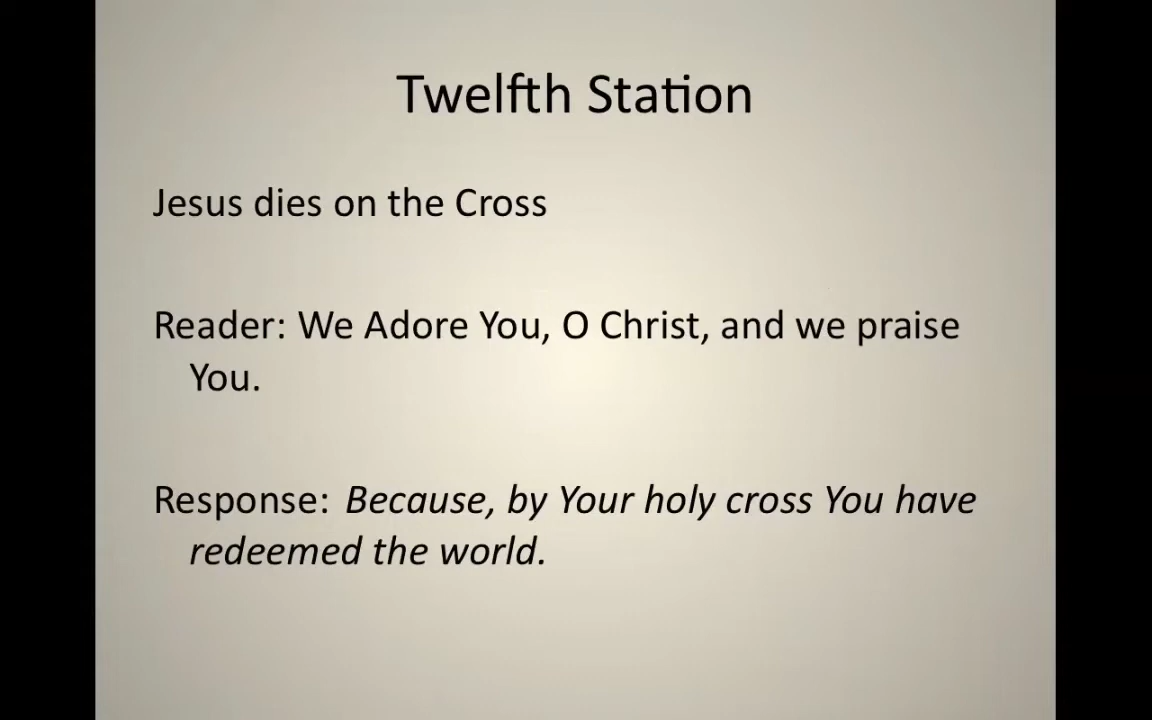 Twelfth Station
Jesus dies on the Cross
Reader: We Adore You, O Christ, and we praise
You.
Response: Because, by Your holy cross You have
redeemed the world.